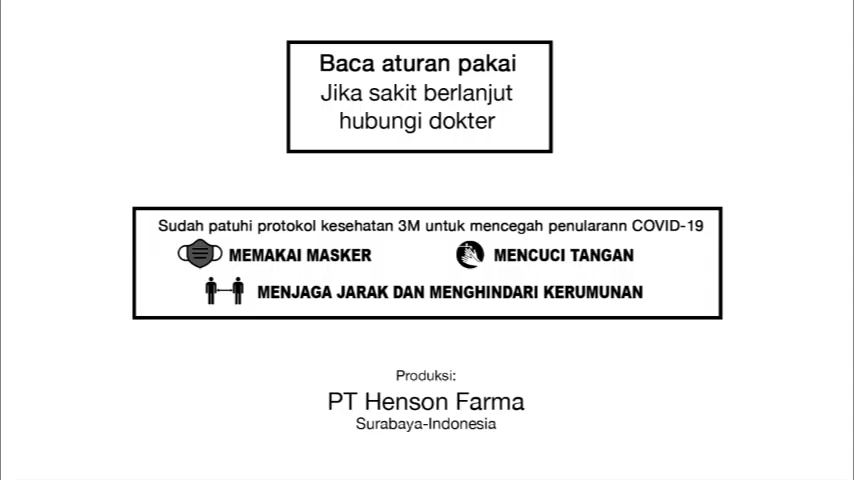 Baca aturan pakai
Jika sakit berlanjut
hubungi dokter
Sudah patuhi protokol kesehatan 3M untuk mencegah penularann COVID-19
MEMAKAI MASKER
MENCUCI TANGAN
MENJAGA JARAK DAN MENGHINDARI KERUMUNAN
Produksi:
PT Henson Farma
Surabaya-Indonesia